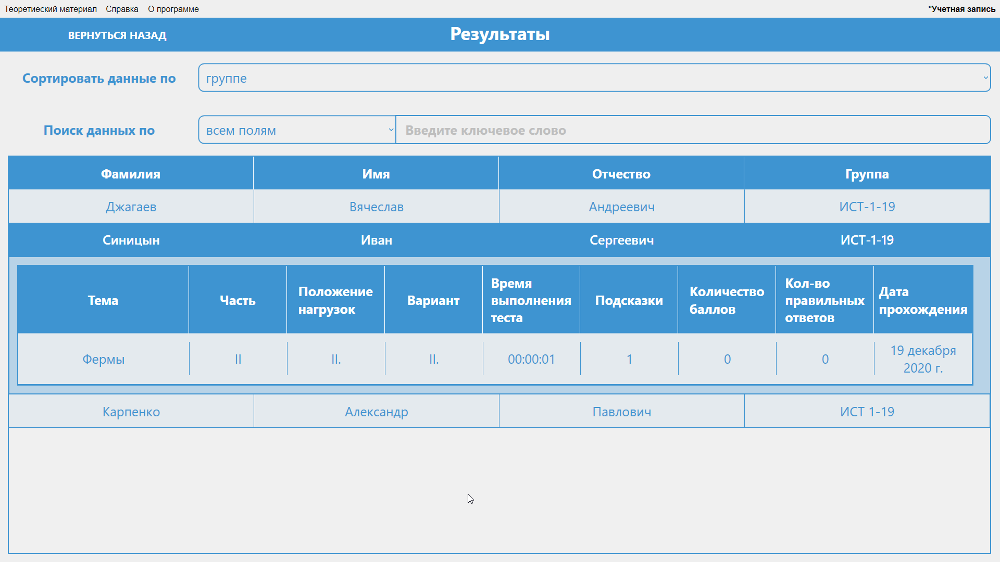 Теоретиеский материал Справка О программе *Учетная запись
ВЕРНУТЬСЯ НАЗАД Результаты
Сортировать данные по группе
Поиск данных по всем полям Введите ключевое слово
Фамилия Имя Отчество Группа
Джагаев Вячеслав Андреевич ИСТ-1-19
Синицын Иван Сергеевич ИСТ-1-19
Тема Часть Положение нагрузок Вариант Время выполнения теста Подсказки Количество баллов Кол-во правильных ответов Дата прохождения
Фермы II II. II. 00:00:01 1 0 0 19 декабря 2020 г.
Карпенко Александр Павлович ИСТ 1-19